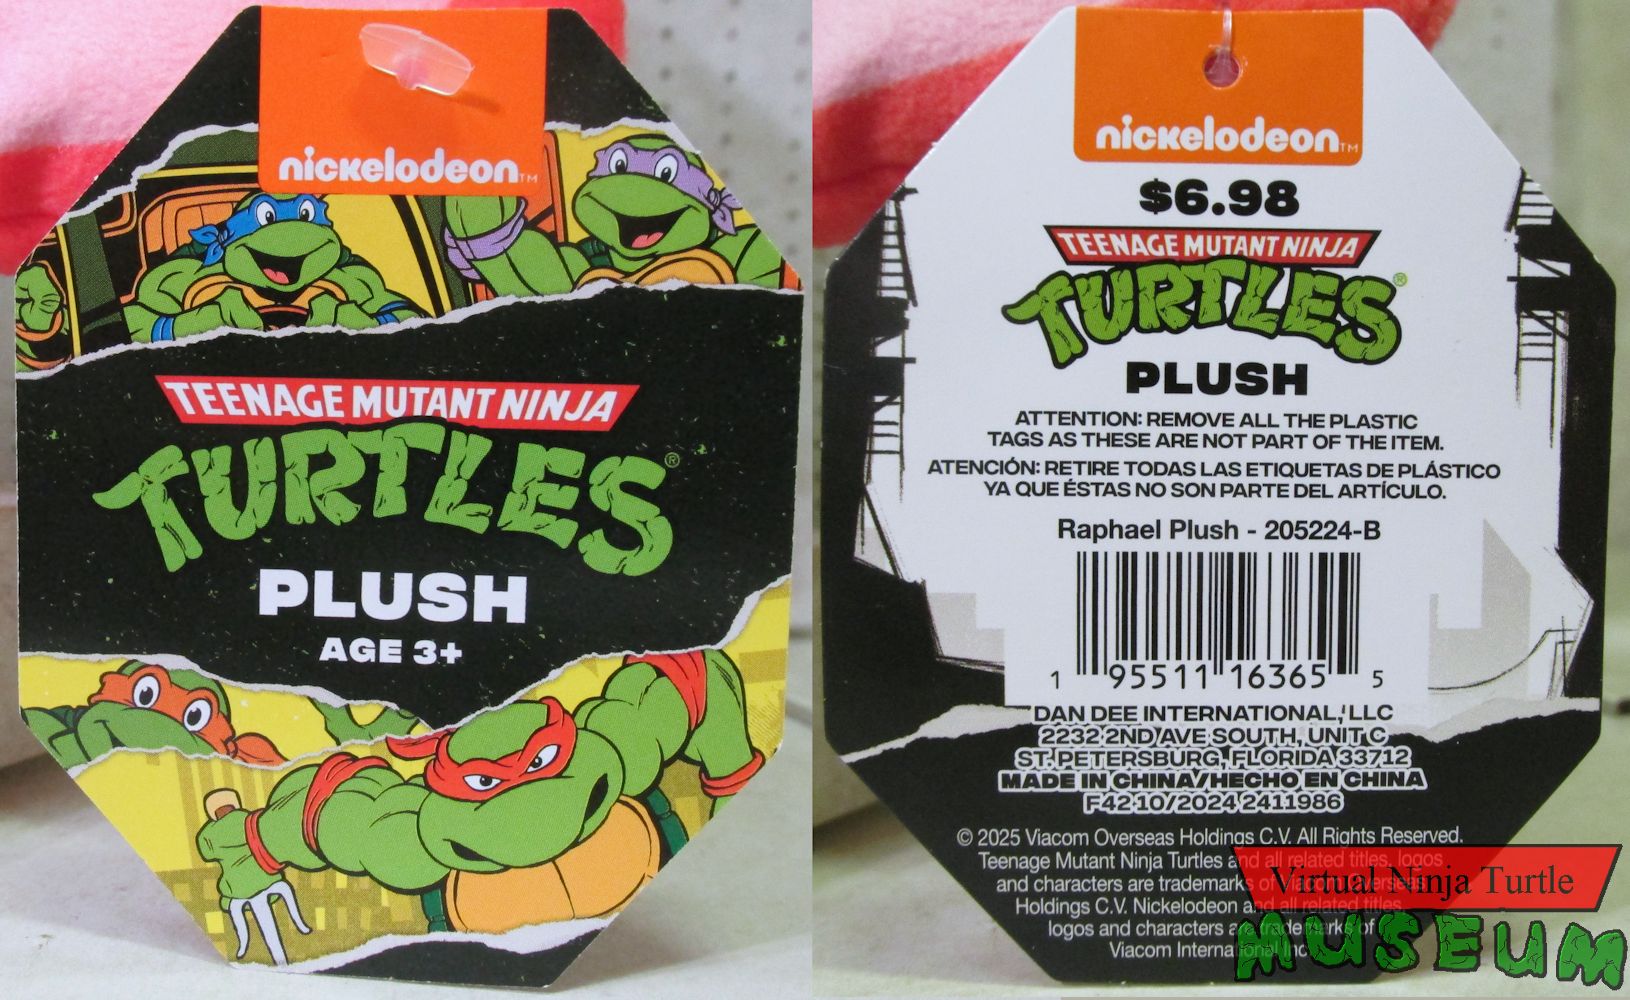 nickelodeon™
TEENAGE MUTANT NINJA
TURTLES®
PLUSH
AGE 3+
nickelodeon™
$6.98
TEENAGE MUTANT NINJA
TURTLES®
PLUSH
ATTENTION: REMOVE ALL THE PLASTIC
TAGS AS THESE ARE NOT PART OF THE ITEM.
ATENCIÓN: RETIRE TODAS LAS ETIQUETAS DE PLÁSTICO
YA QUE ÉSTAS NO SON PARTE DEL ARTÍCULO.
Raphael Plush - 205224-B
1 95511 16365 5
DAN DEE INTERNATIONAL, LLC
2232 2ND AVE SOUTH, UNIT C
ST. PETERSBURG, FLORIDA 33712
MADE IN CHINA/HECHO EN CHINA
F42 10/2024 2411986
© 2025 Viacom Overseas Holdings C.V. All Rights Reserved.
Teenage Mutant Ninja Turtles and all related titles, logos
and characters are trademarks of Viacom Overseas
Holdings C.V. Nickelodeon and all related titles,
logos and characters are trademarks of
Viacom International Inc.
Virtual Ninja Turtle
MUSEUM